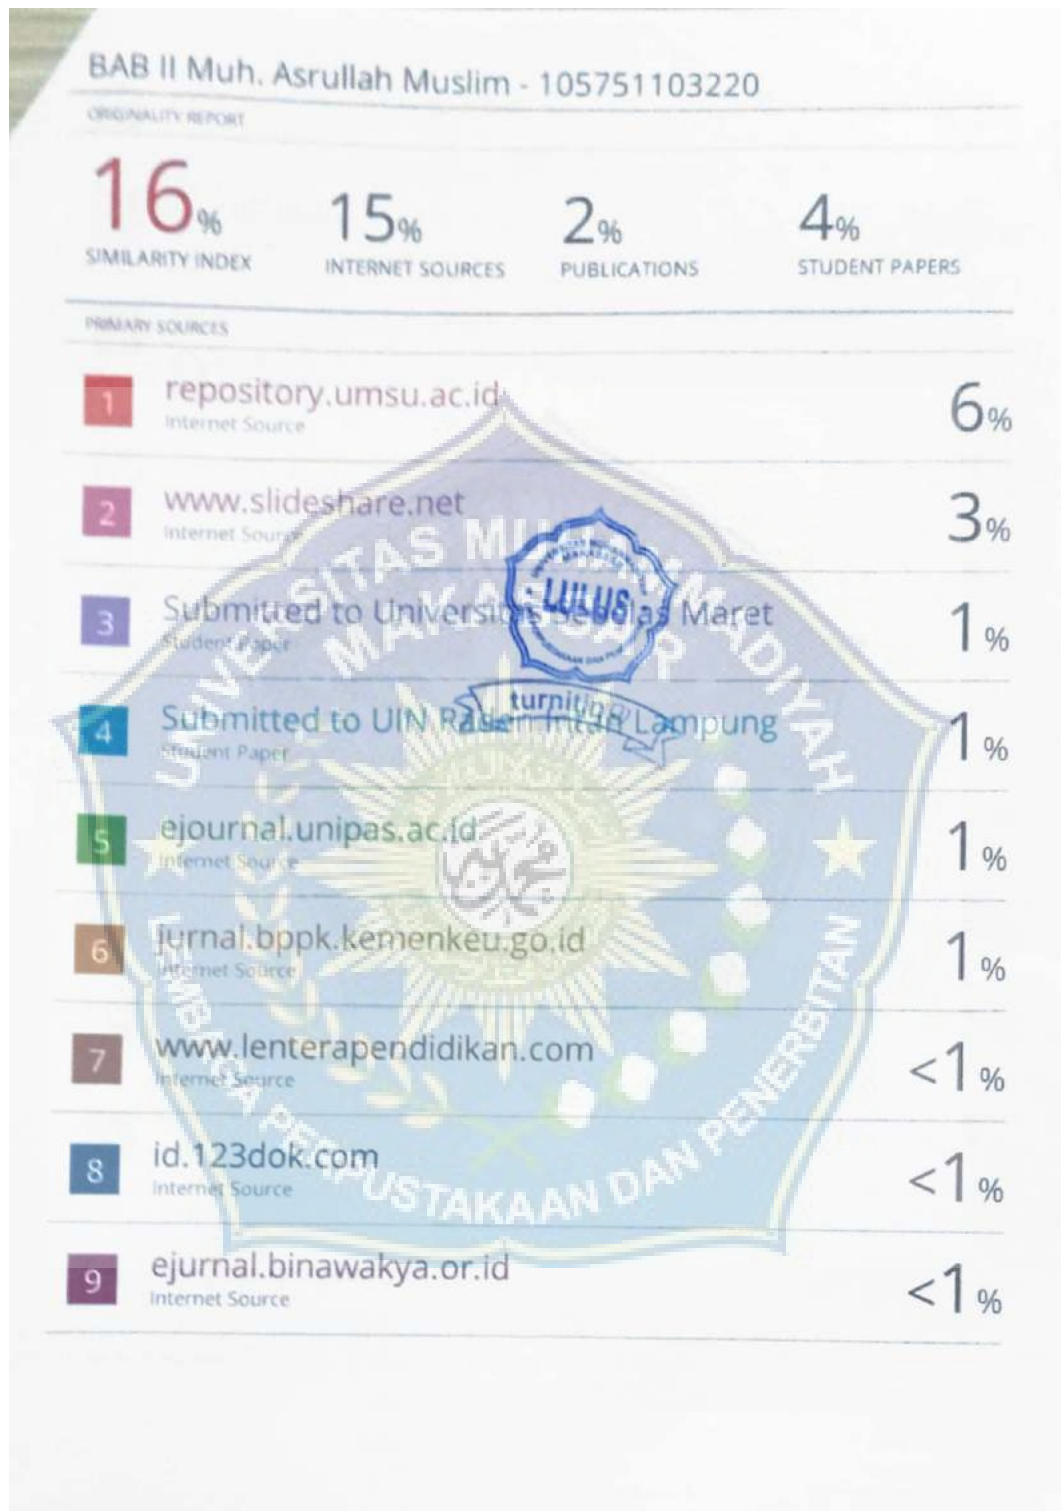 BAB II Muh. Asrullah Muslim - 105751103220
ORIGINALITY REPORT
16%
SIMILARITY INDEX
15%
INTERNET SOURCES
2%
PUBLICATIONS
4%
STUDENT PAPERS
PRIMARY SOURCES
1 repository.umsu.ac.id 6%
Internet Source
2 www.slideshare.net 3%
Internet Source
3 Submitted to Universitas Sebelas Maret 1%
Student Paper
4 Submitted to UIN Raden Intan Lampung 1%
Student Paper
5 ejournal.unipas.ac.id 1%
Internet Source
6 jurnal.bppk.kemenkeu.go.id 1%
Internet Source
7 www.lenterapendidikan.com <1%
Internet Source
8 id.123dok.com <1%
Internet Source
9 ejurnal.binawakya.or.id <1%
Internet Source
UNIVERSITAS MUHAMMADIYAH
MAKASSAR
LEMBAGA PERPUSTAKAAN DAN PENERBITAN
LULUS
turnitin